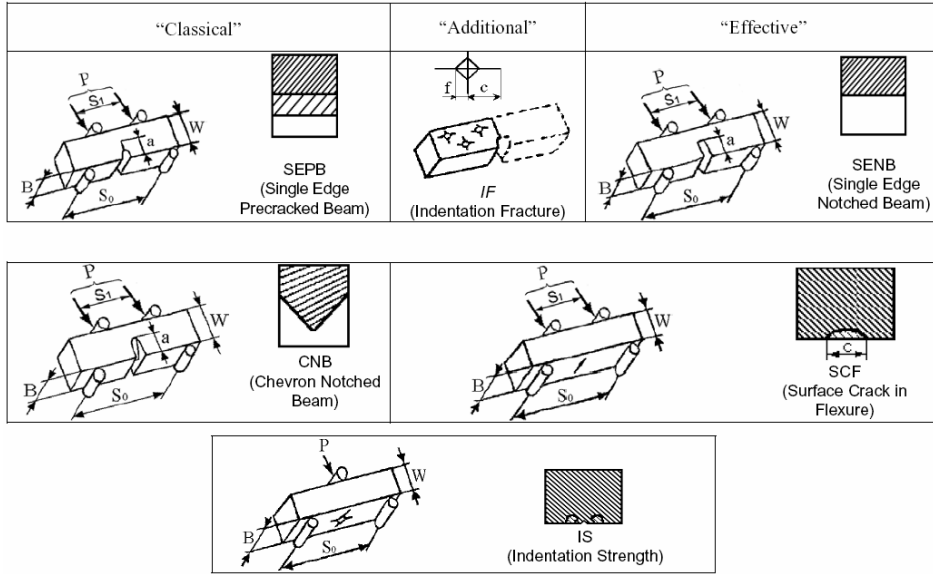 “Classical”
“Additional”
“Effective”
P
S1
W
a
B
S0
SEPB
(Single Edge
Precracked Beam)
f
c
IF
(Indentation Fracture)
P
S1
W
a
B
S0
SENB
(Single Edge
Notched Beam)
P
S1
W
a
B
S0
CNB
(Chevron Notched
Beam)
P
S1
W
B
S0
C
SCF
(Surface Crack in
Flexure)
P
W
B
S0
IS
(Indentation Strength)